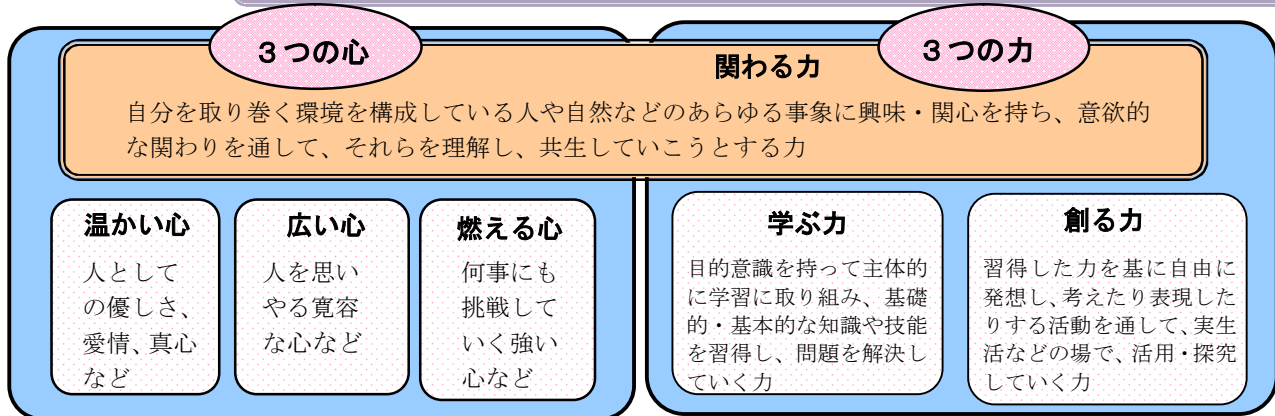 ３つの心
３つの力
関わる力
自分を取り巻く環境を構成している人や自然などのあらゆる事象に興味・関心を持ち、意欲的
な関わりを通して、それらを理解し、共生していこうとする力
温かい心
人として
の優しさ、
愛情、真心
など
広い心
人を思い
やる寛容
な心など
燃える心
何事にも
挑戦して
いく強い
心など
学ぶ力
目的意識を持って主体的
に学習に取り組み、基礎
的・基本的な知識や技能
を習得し、問題を解決し
ていく力
創る力
習得した力を基に自由に
発想し、考えたり表現した
りする活動を通して、実生
活などの場で、活用・探究
していく力